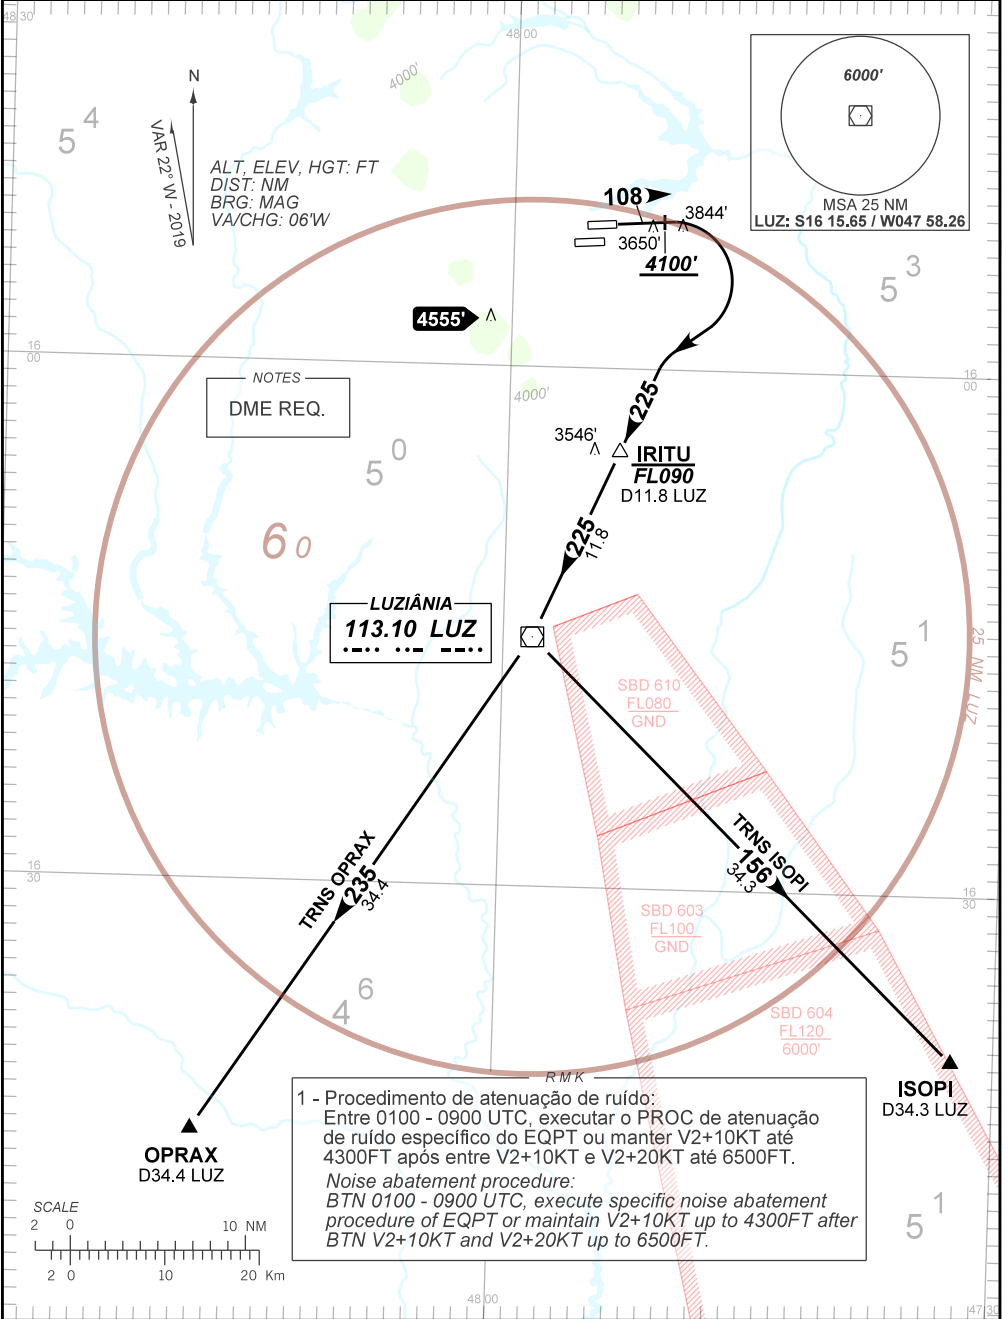 48 30
48 00
4000'
6000'
MSA 25 NM
LUZ: S16 15.65 / W047 58.26
N
VAR 22° W - 2019
5 4
ALT, ELEV, HGT: FT
DIST: NM
BRG: MAG
VA/CHG: 06'W
108
3844'
3650'
4100'
5 3
4555'
16 00
16 00
NOTES
DME REQ.
4000'
225
3546'
IRITU
FL090
D11.8 LUZ
5 0
6 0
225
11.8
LUZIÂNIA
113.10 LUZ
5 1
25 NM LUZ
SBD 610
FL080
GND
TRNS OPRAX
235
34.4
TRNS ISOPI
156
34.3
16 30
16 30
SBD 603
FL100
GND
4 6
SBD 604
FL120
6000'
ISOPI
D34.3 LUZ
OPRAX
D34.4 LUZ
RMK
1 - Procedimento de atenuação de ruído:
Entre 0100 - 0900 UTC, executar o PROC de atenuação
de ruído específico do EQPT ou manter V2+10KT até
4300FT após entre V2+10KT e V2+20KT até 6500FT.
Noise abatement procedure:
BTN 0100 - 0900 UTC, execute specific noise abatement
procedure of EQPT or maintain V2+10KT up to 4300FT after
BTN V2+10KT and V2+20KT up to 6500FT.
5 1
SCALE
2 0 10 NM
2 0 10 20 Km
48 00
47 30